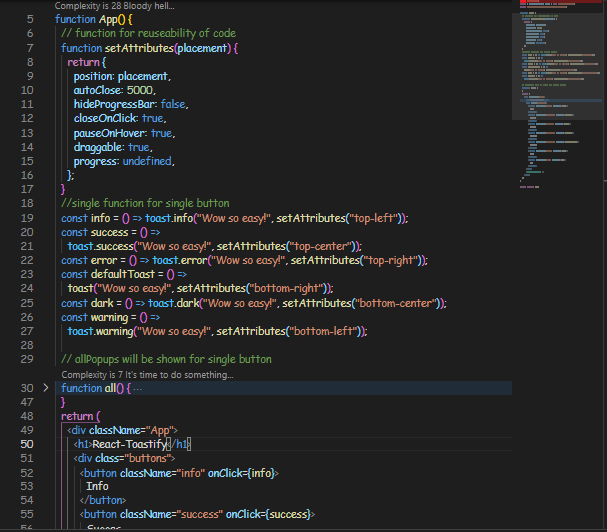 Complexity is 28 Bloody hell...
5 function App() {
6 // function for reuseability of code
7 function setAttributes(placement) {
8 return {
9 position: placement,
10 autoClose: 5000,
11 hideProgressBar: false,
12 closeOnClick: true,
13 pauseOnHover: true,
14 draggable: true,
15 progress: undefined,
16 };
17 }
18 //single function for single button
19 const info = () => toast.info("Wow so easy!", setAttributes("top-left"));
20 const success = () =>
21 toast.success("Wow so easy!", setAttributes("top-center"));
22 const error = () => toast.error("Wow so easy!", setAttributes("top-right"));
23 const defaultToast = () =>
24 toast("Wow so easy!", setAttributes("bottom-right"));
25 const dark = () => toast.dark("Wow so easy!", setAttributes("bottom-center"));
26 const warning = () =>
27 toast.warning("Wow so easy!", setAttributes("bottom-left"));
28
29 // allPopups will be shown for single button
Complexity is 7 It's time to do something...
30 > function all() { ...
47 }
48 return (
49 <div className="App">
50 <h1>React-Toastify</h1>
51 <div class="buttons">
52 <button className="info" onClick={info}>
53 Info
54 </button>
55 <button className="success" onClick={success}>
56